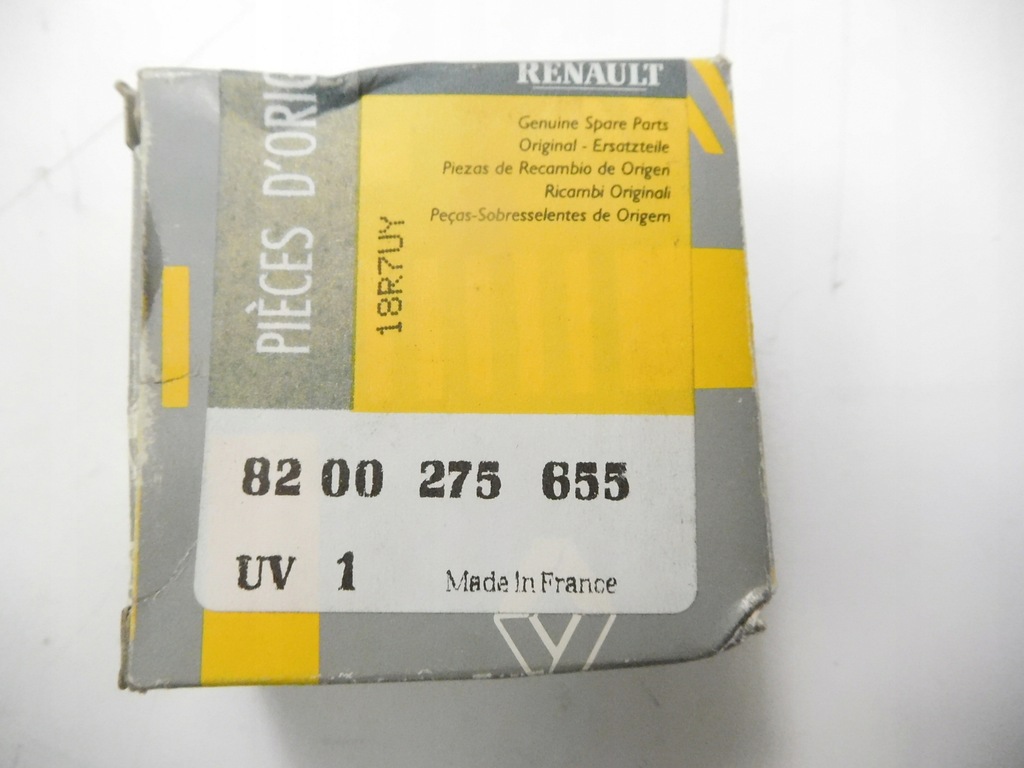 RENAULT
Genuine Spare Parts
Original - Ersatzteile
Piezas de Recambio de Origen
Ricambi Originali
Peças-Sobresselentes de Origem
PIÈCES D'ORIG
18R7UY
82 00 275 655
UV 1 Made In France